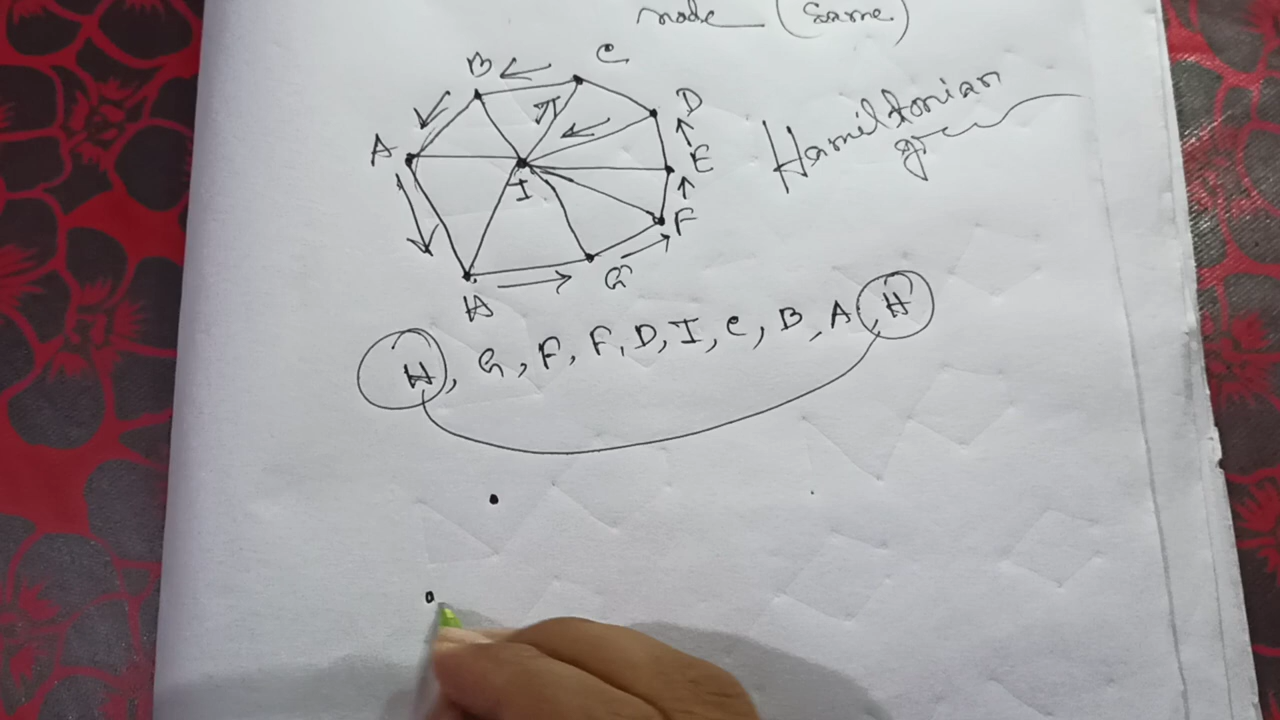 node (Same)
B C
A D
E
I
F
H G
Hamiltonian
H, G, F, F, D, I, C, B, A, H